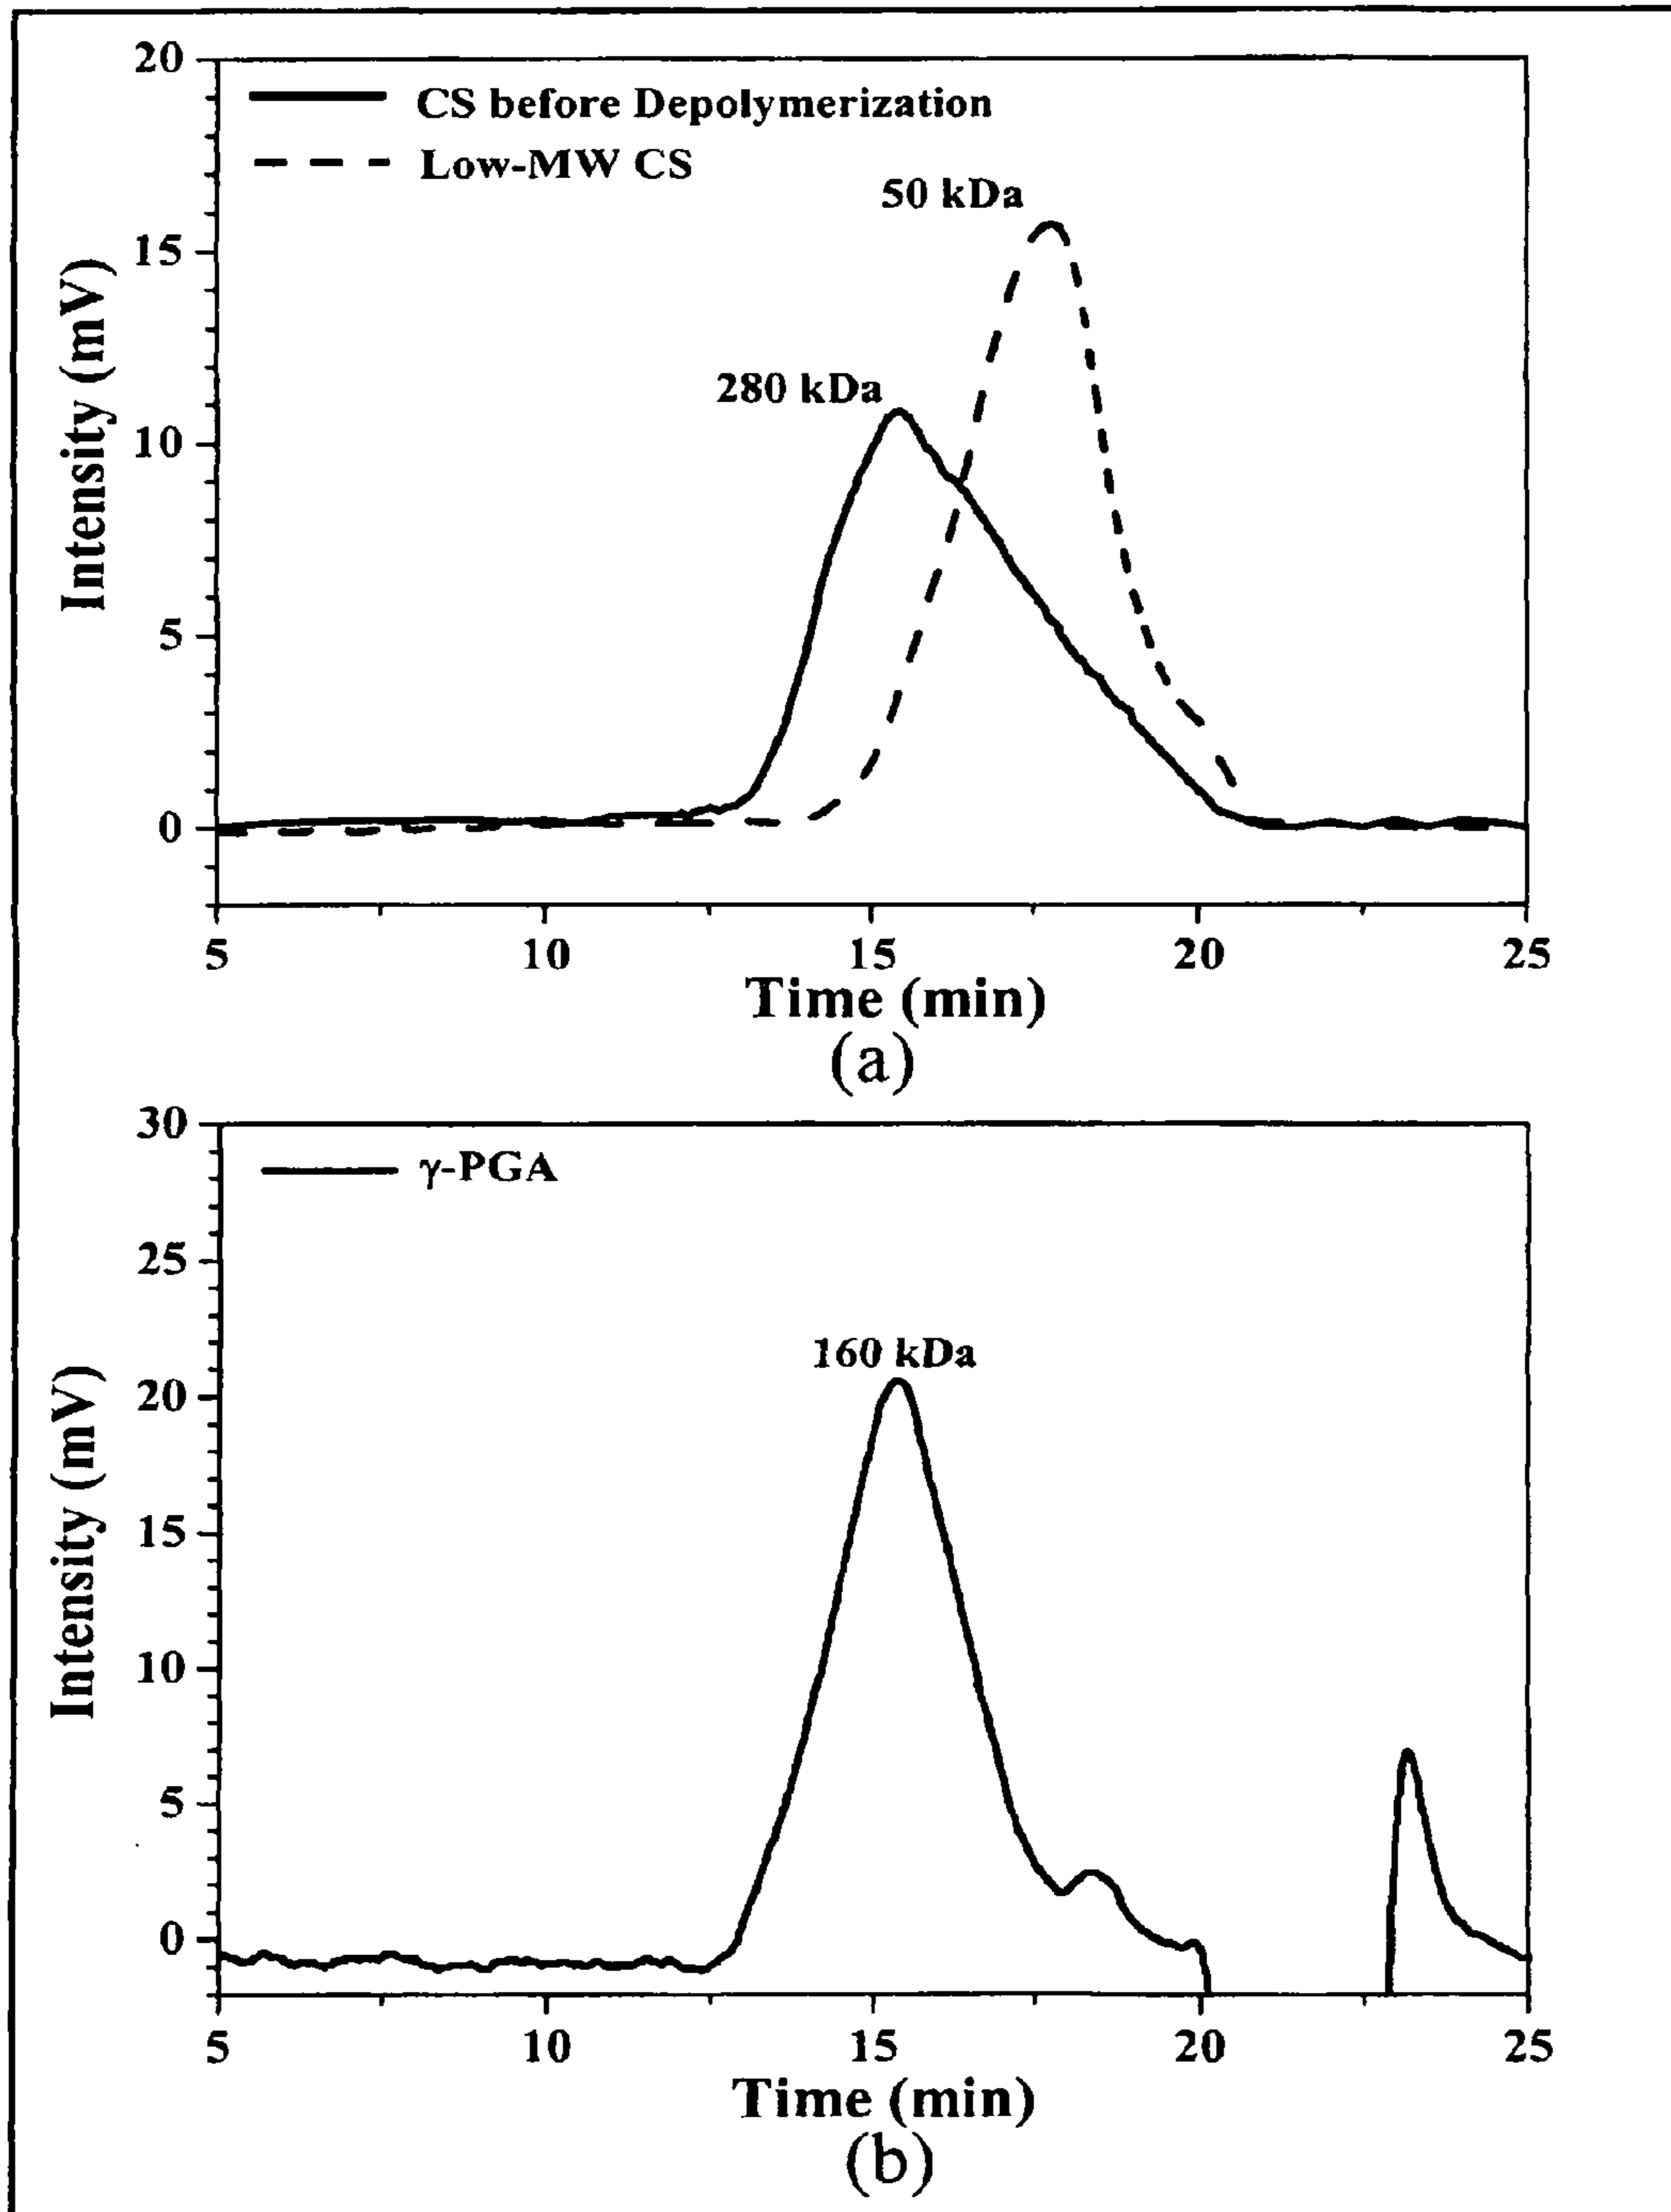 20
CS before Depolymerization
Low-MW CS
50 kDa
15
280 kDa
10
5
0
Intensity (mV)
5 10 15 20 25
Time (min)
(a)
30
γ-PGA
25
160 kDa
20
15
10
5
0
Intensity (mV)
5 10 15 20 25
Time (min)
(b)